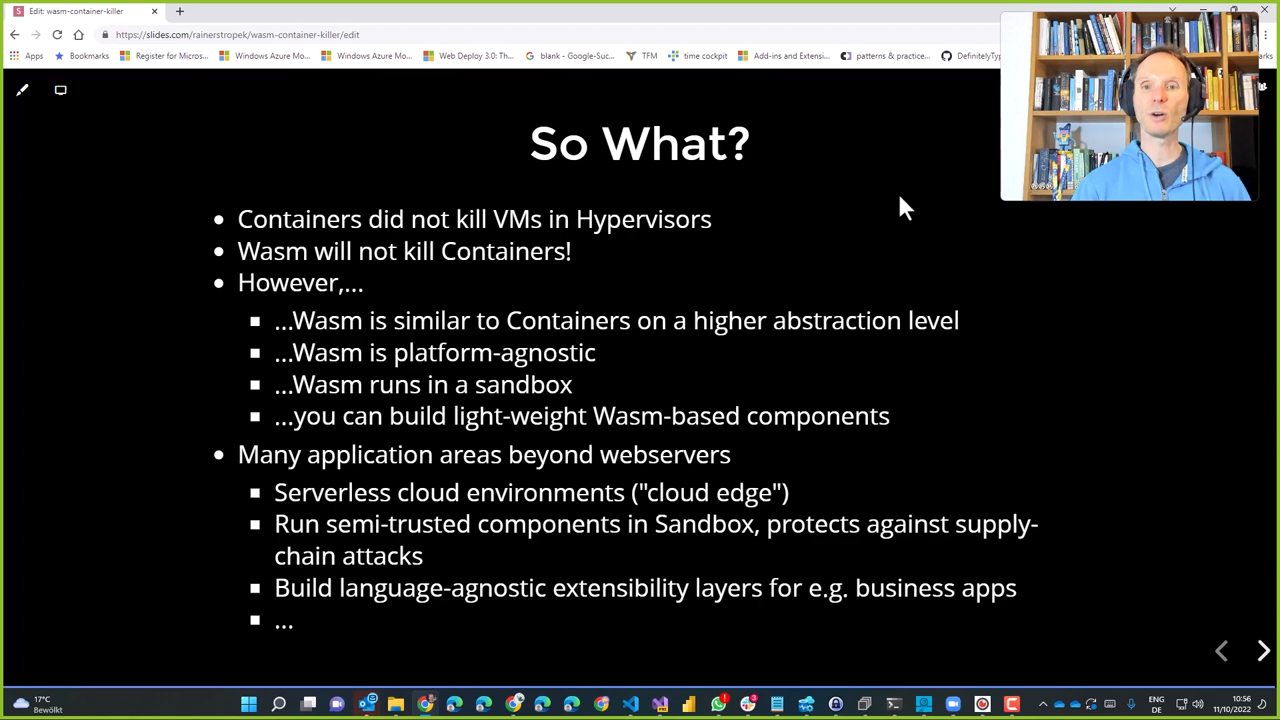 Edit: wasm-container-killer
https://slides.com/rainerstropek/wasm-container-killer/edit
Apps Bookmarks Register for Micros... Windows Azure Mo... Windows Azure Mo... Web Deploy 3.0: Th... blank - Google-Suc... TFM time cockpit Add-ins and Extensi... patterns & practice...
So What?
Containers did not kill VMs in Hypervisors
Wasm will not kill Containers!
However,...
...Wasm is similar to Containers on a higher abstraction level
...Wasm is platform-agnostic
...Wasm runs in a sandbox
...you can build light-weight Wasm-based components
Many application areas beyond webservers
Serverless cloud environments ("cloud edge")
Run semi-trusted components in Sandbox, protects against supply-
chain attacks
Build language-agnostic extensibility layers for e.g. business apps
...
17°C
Bewölkt
ENG
DE
10:56
11/10/2022